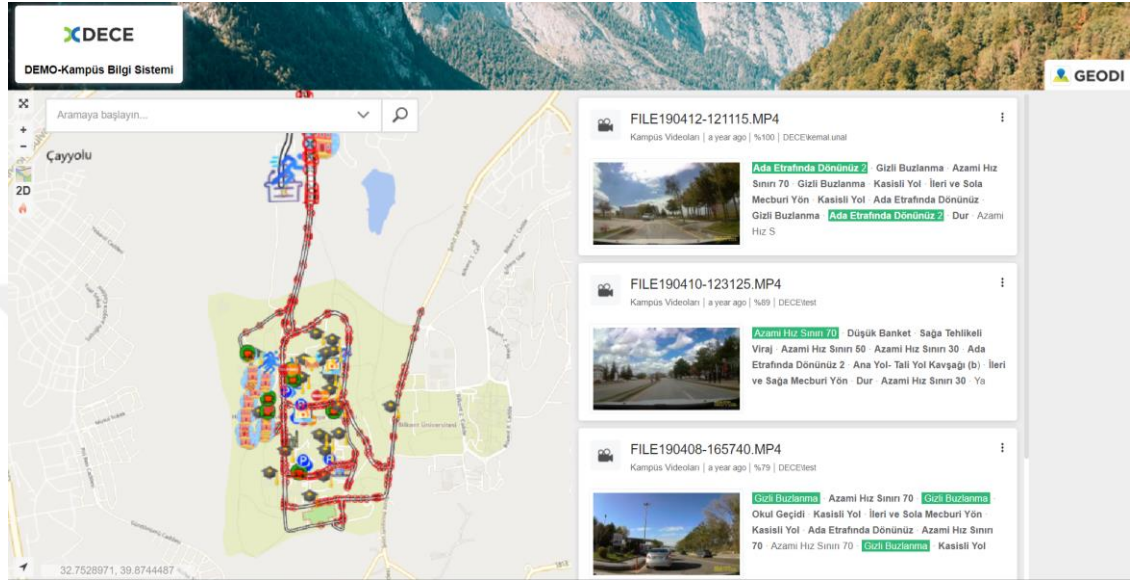 DECE
DEMO-Kampüs Bilgi Sistemi
GEODI
Aramaya başlayın...
+
-
2D
Çayyolu
Bilkent Üniversitesi
32.7528971, 39.8744487
FILE190412-121115.MP4
Kampüs Videoları | a year ago | %100 | DECE\kemal.unal
Ada Etrafında Dönünüz 2 · Gizli Buzlanma · Azami Hız
Sınırı 70 · Gizli Buzlanma · Kasisli Yol · İleri ve Sola
Mecburi Yön · Kasisli Yol · Ada Etrafında Dönünüz ·
Gizli Buzlanma · Ada Etrafında Dönünüz 2 · Dur · Azami
Hız S
FILE190410-123125.MP4
Kampüs Videoları | a year ago | %89 | DECE\test
Azami Hız Sınırı 70 · Düşük Banket · Sağa Tehlikeli
Viraj · Azami Hız Sınırı 50 · Azami Hız Sınırı 30 · Ada
Etrafında Dönünüz 2 · Ana Yol- Tali Yol Kavşağı (b) · İleri
ve Sağa Mecburi Yön · Dur · Azami Hız Sınırı 30 · Ya
FILE190408-165740.MP4
Kampüs Videoları | a year ago | %79 | DECE\test
Gizli Buzlanma · Azami Hız Sınırı 70 · Gizli Buzlanma ·
Okul Geçidi · Kasisli Yol · İleri ve Sola Mecburi Yön ·
Kasisli Yol · Ada Etrafında Dönünüz · Azami Hız Sınırı
70 · Azami Hız Sınırı 70 · Gizli Buzlanma · Kasisli Yol